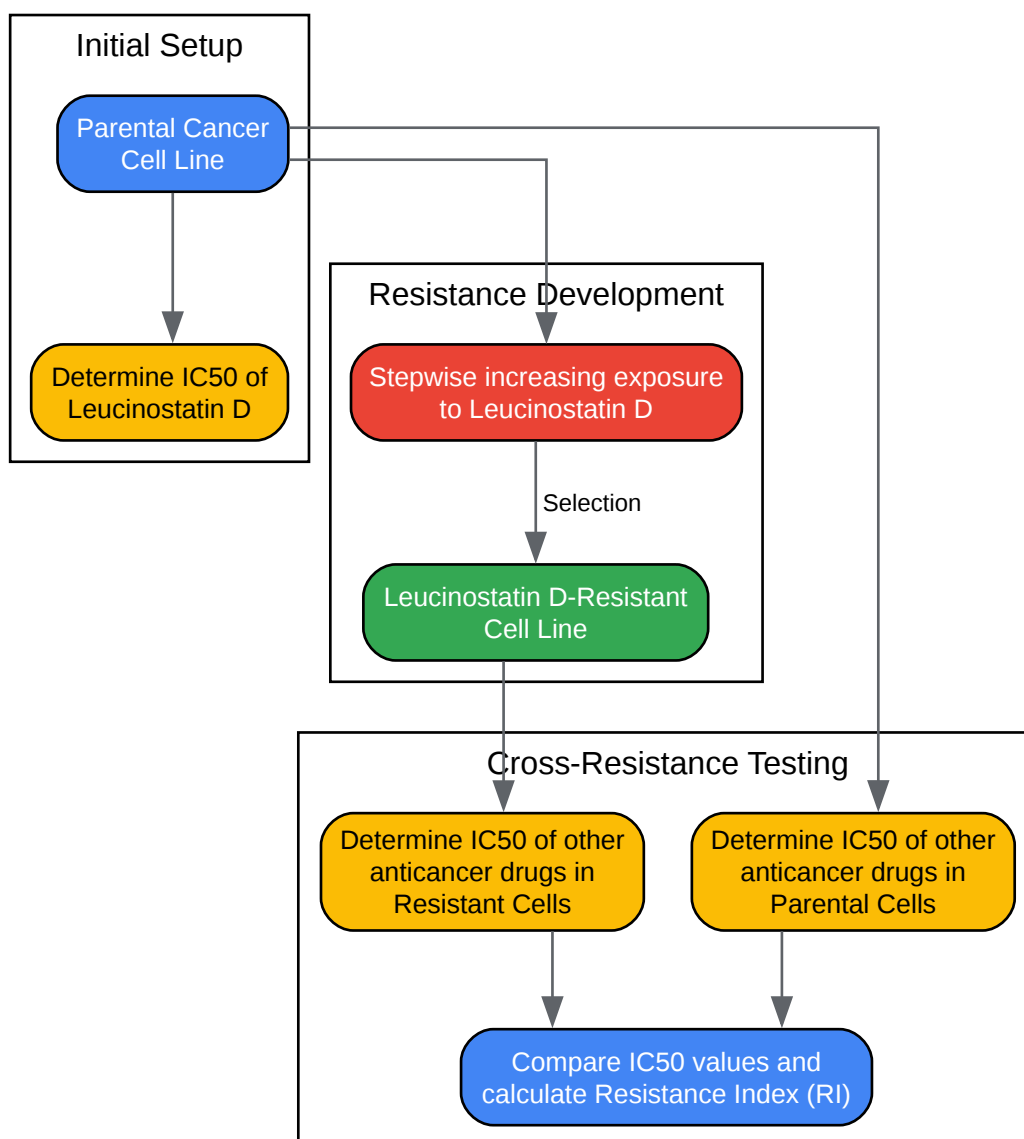 Initial Setup
Parental Cancer
Cell Line
Determine IC50 of
Leucinostatin D
Resistance Development
Stepwise increasing exposure
to Leucinostatin D
Selection
Leucinostatin D-Resistant
Cell Line
Cross-Resistance Testing
Determine IC50 of other
anticancer drugs in
Resistant Cells
Determine IC50 of other
anticancer drugs in
Parental Cells
Compare IC50 values and
calculate Resistance Index (RI)